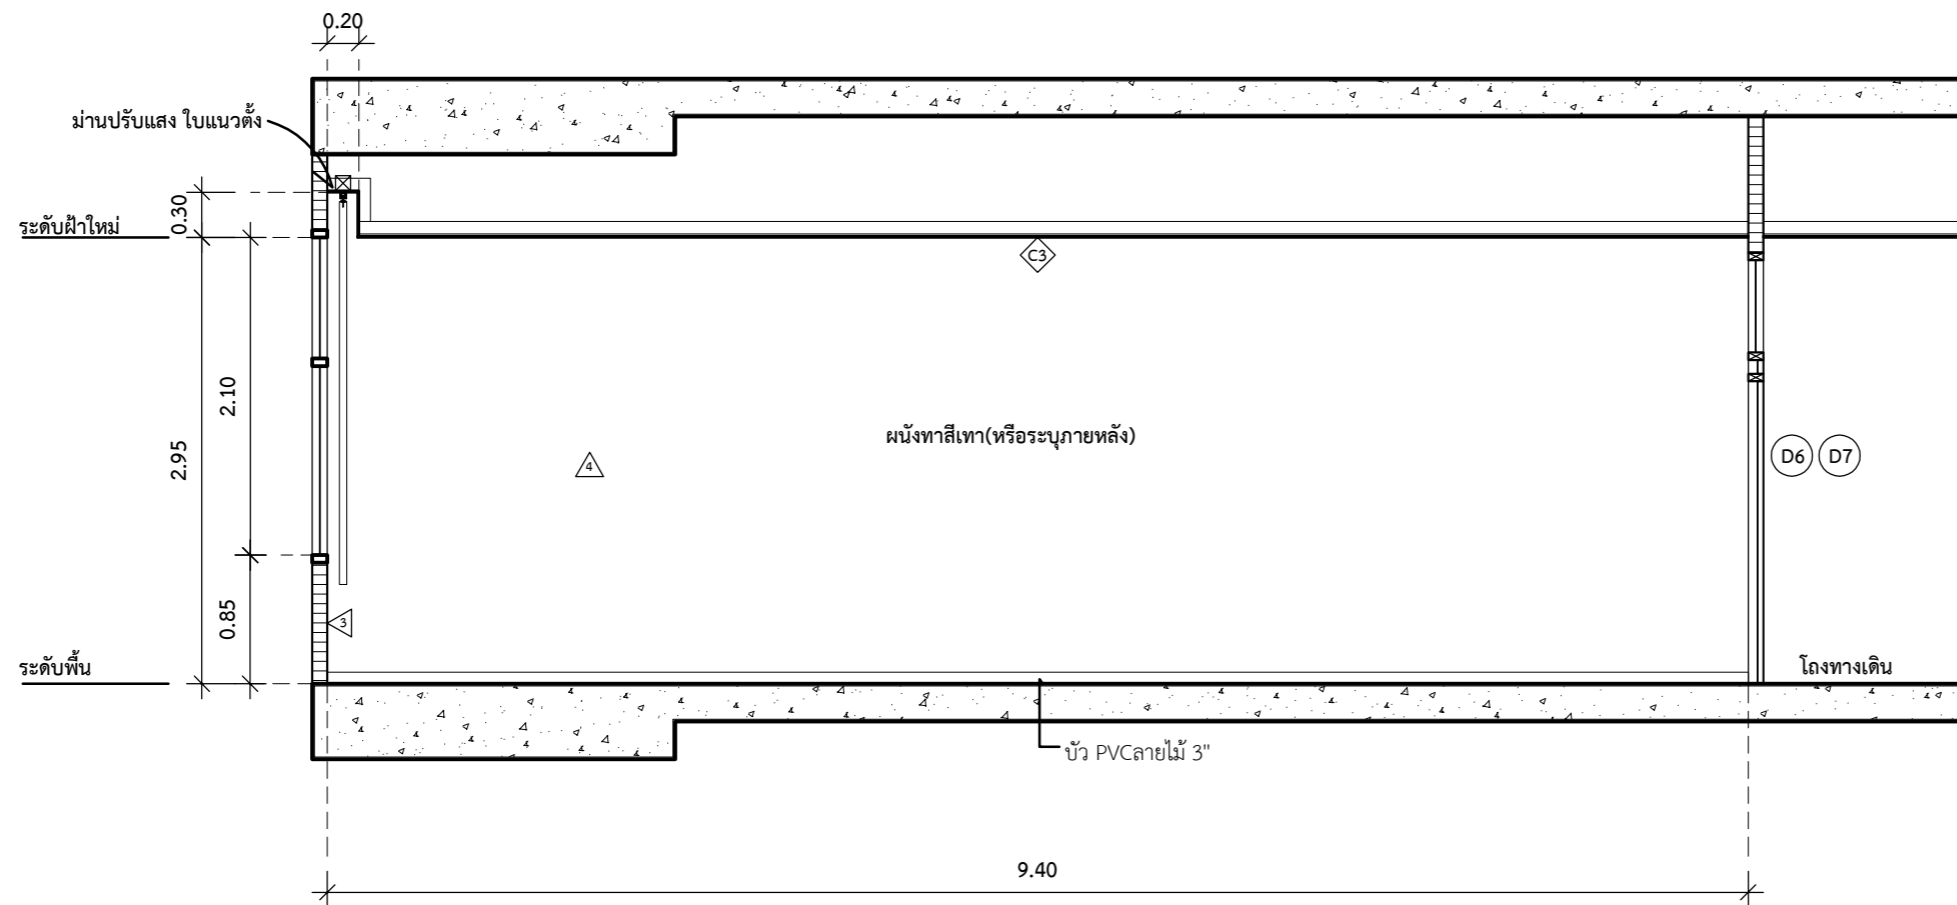 0.20
ม่านปรับแสง ใบแนวตั้ง
0.30
ระดับฝ้าใหม่
C3
2.10
ผนังทาสีเทา(หรือระบุภายหลัง)
2.95
4
D6 D7
0.85
3
ระดับพื้น
โถงทางเดิน
บัว PVCลายไม้ 3"
9.40